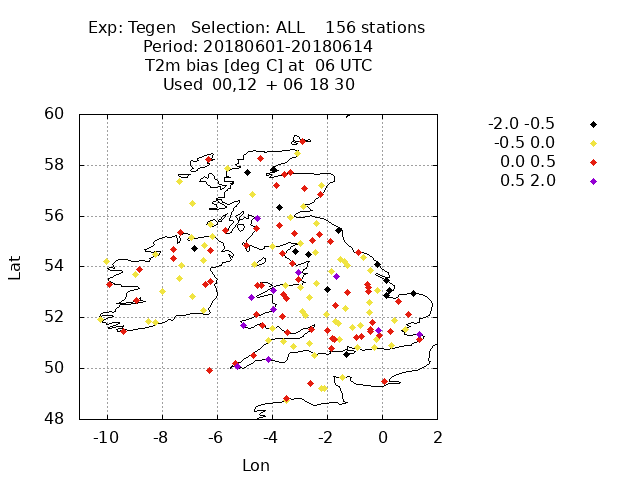 Exp: Tegen Selection: ALL 156 stations
Period: 20180601-20180614
T2m bias [deg C] at 06 UTC
Used 00,12 + 06 18 30
-2.0 -0.5
-0.5 0.0
0.0 0.5
0.5 2.0
60
58
56
54
52
50
48
Lat
-10 -8 -6 -4 -2 0 2
Lon